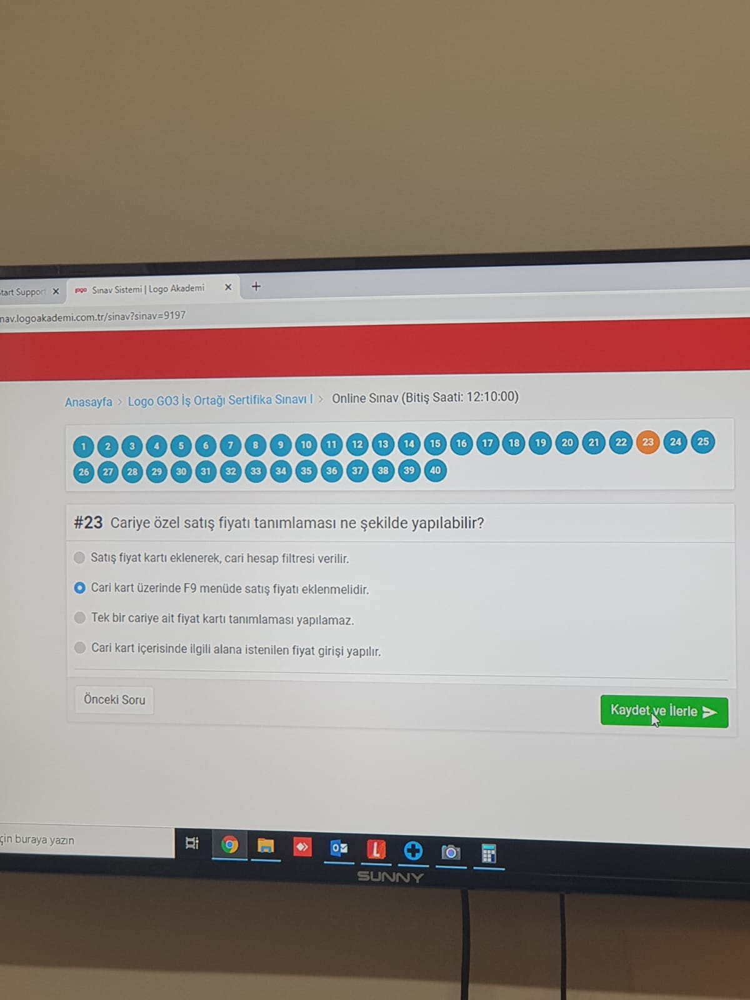 Start Support
logo Sınav Sistemi | Logo Akademi
nav.logoakademi.com.tr/sinav?sinav=9197
Anasayfa > Logo GO3 İş Ortağı Sertifika Sınavı I > Online Sınav (Bitiş Saati: 12:10:00)
1 2 3 4 5 6 7 8 9 10 11 12 13 14 15 16 17 18 19 20 21 22 23 24 25
26 27 28 29 30 31 32 33 34 35 36 37 38 39 40
#23 Cariye özel satış fiyatı tanımlaması ne şekilde yapılabilir?
Satış fiyat kartı eklenerek, cari hesap filtresi verilir.
Cari kart üzerinde F9 menüde satış fiyatı eklenmelidir.
Tek bir cariye ait fiyat kartı tanımlaması yapılamaz.
Cari kart içerisinde ilgili alana istenilen fiyat girişi yapılır.
Önceki Soru
Kaydet ve İlerle
çin buraya yazın
SUNNY